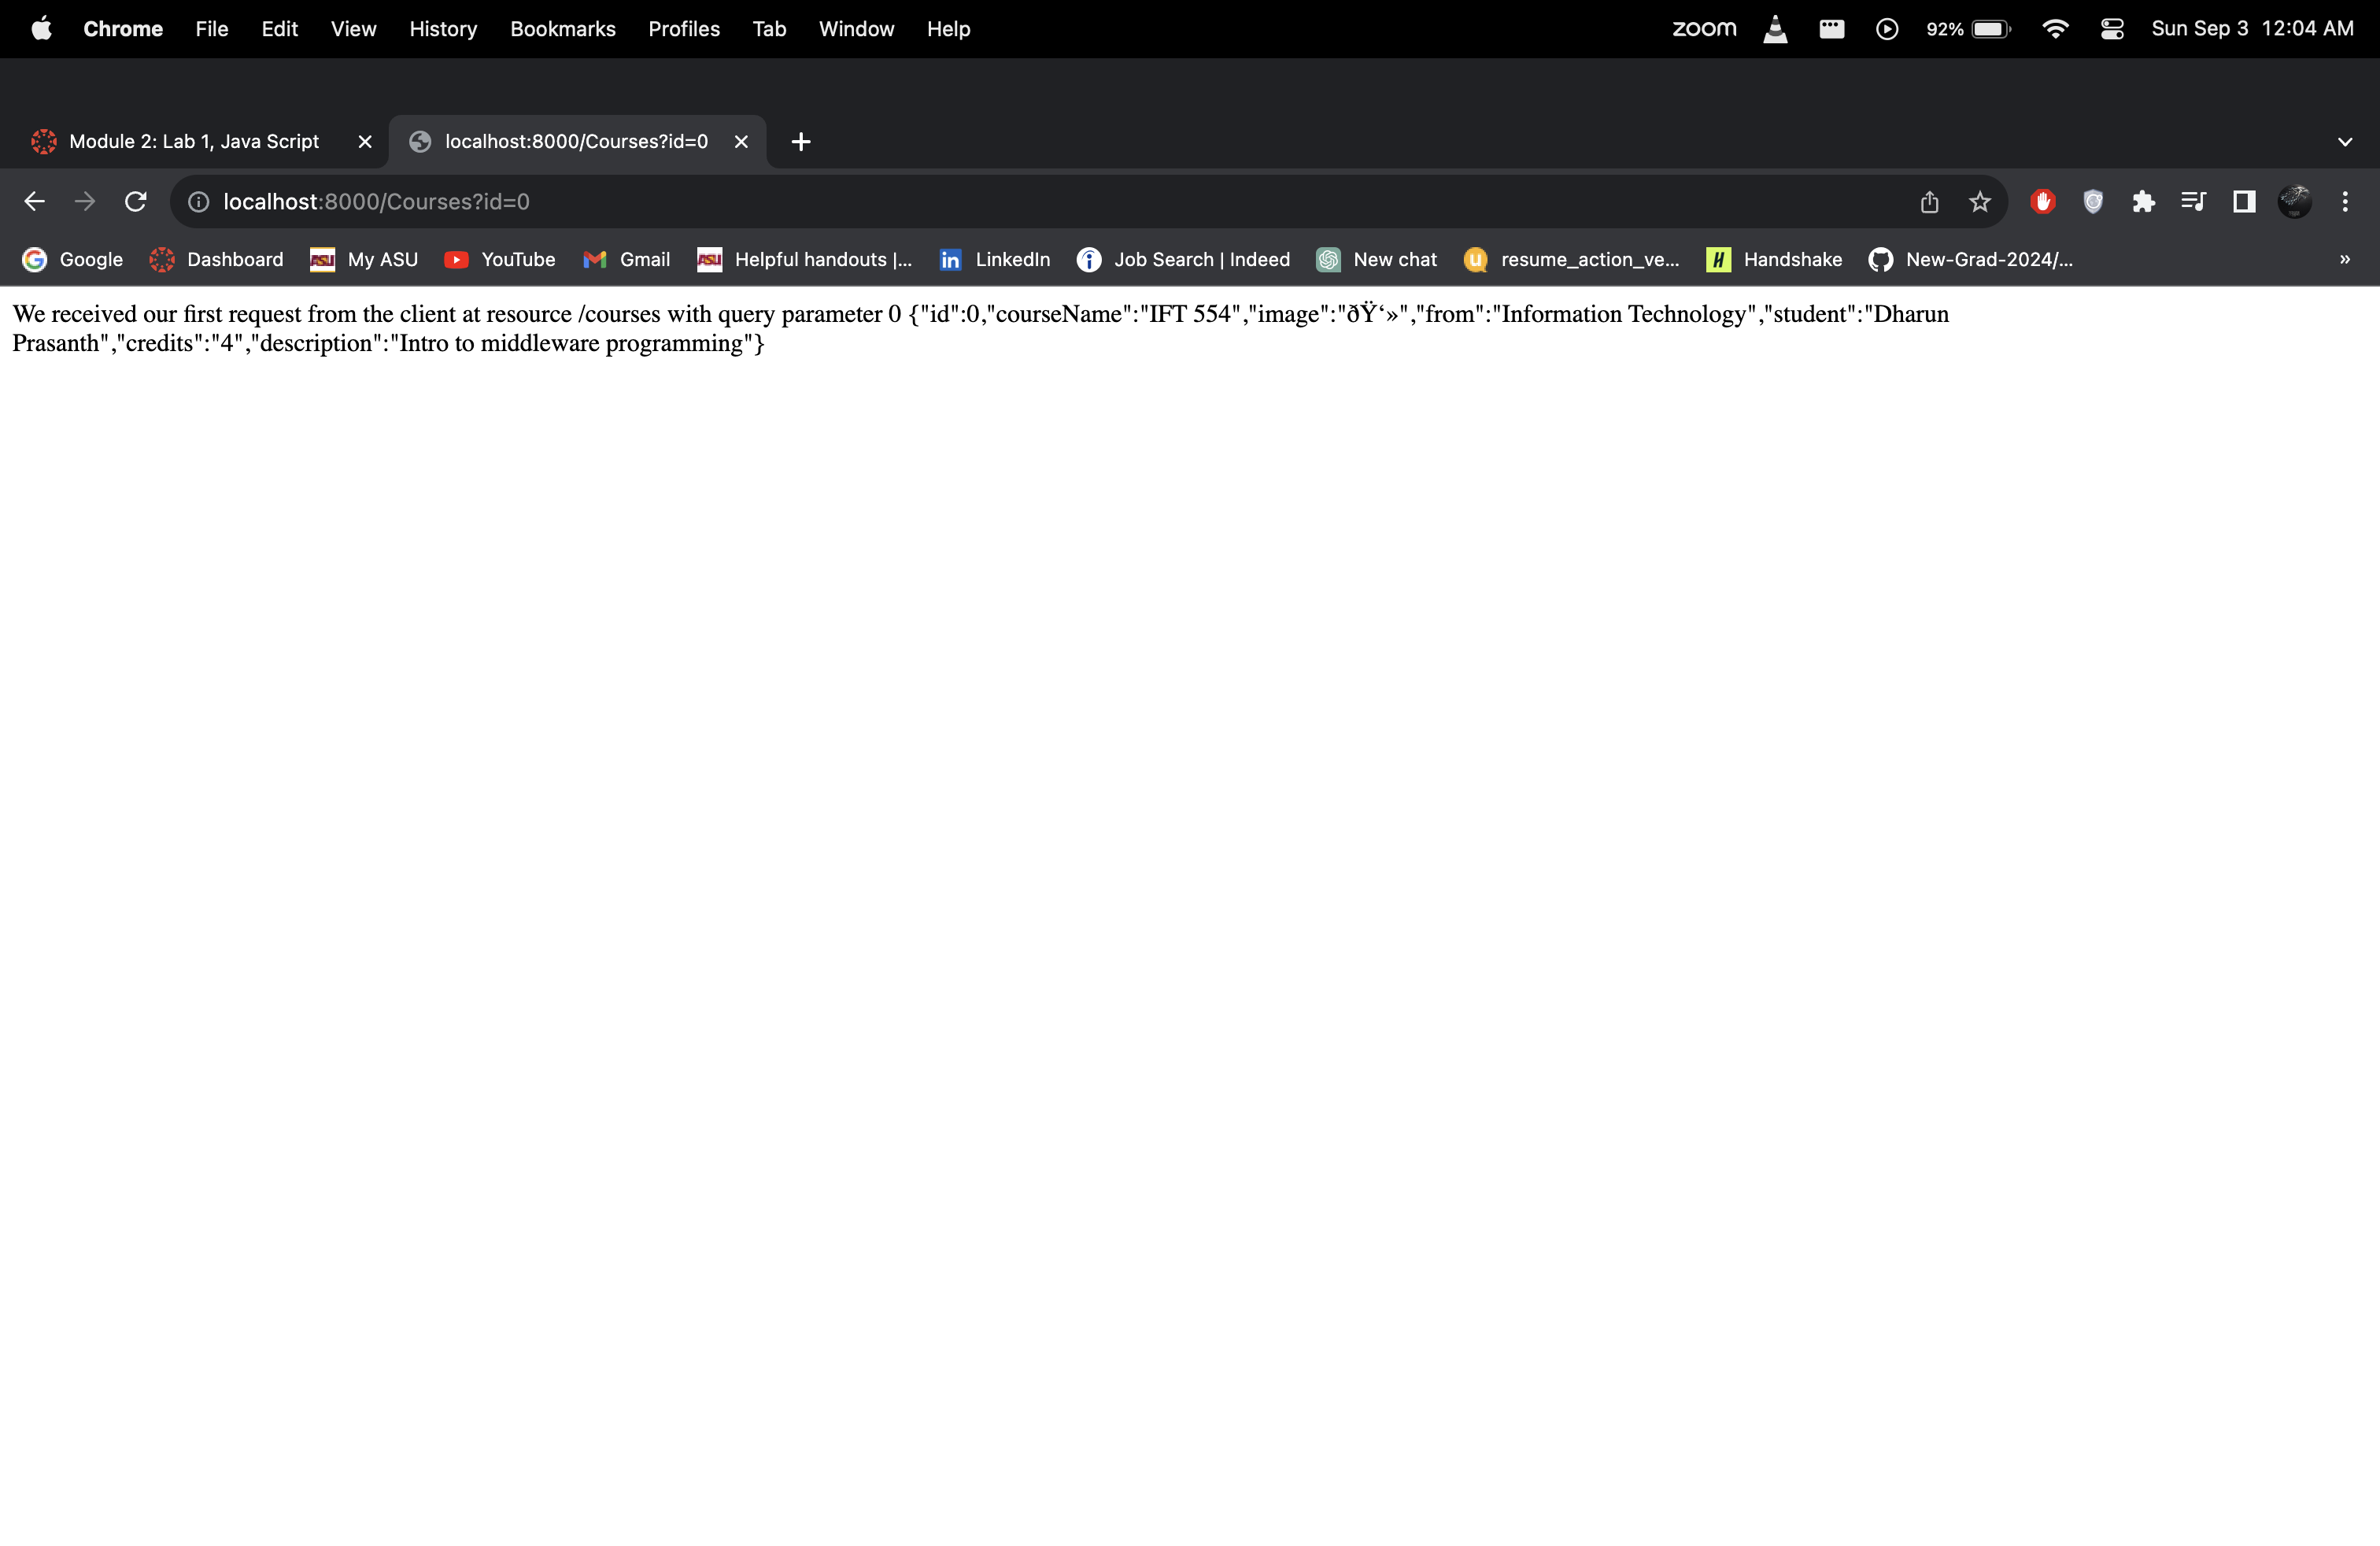 Chrome File Edit View History Bookmarks Profiles Tab Window Help zoom 92% Sun Sep 3 12:04 AM
Module 2: Lab 1, Java Script localhost:8000/Courses?id=0
localhost:8000/Courses?id=0
Google Dashboard ASU My ASU YouTube Gmail ASU Helpful handouts |... in LinkedIn Job Search | Indeed New chat u resume_action_ve... H Handshake New-Grad-2024/... »
We received our first request from the client at resource /courses with query parameter 0 {"id":0,"courseName":"IFT 554","image":"ðŸ‘»","from":"Information Technology","student":"Dharun
Prasanth","credits":"4","description":"Intro to middleware programming"}